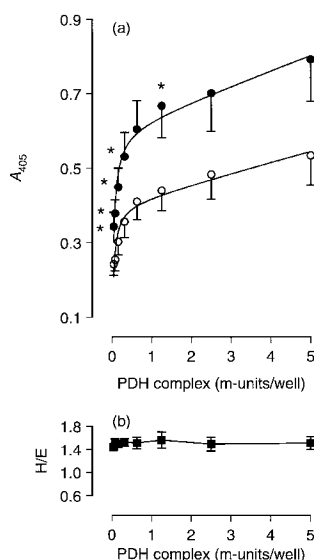 (a)
0.9
0.7
0.5
0.3
0.1
A405
*
*
*
*
*
0 1 2 3 4 5
PDH complex (m-units/well)
(b)
1.8
1.4
1.0
0.6
H/E
0 1 2 3 4 5
PDH complex (m-units/well)